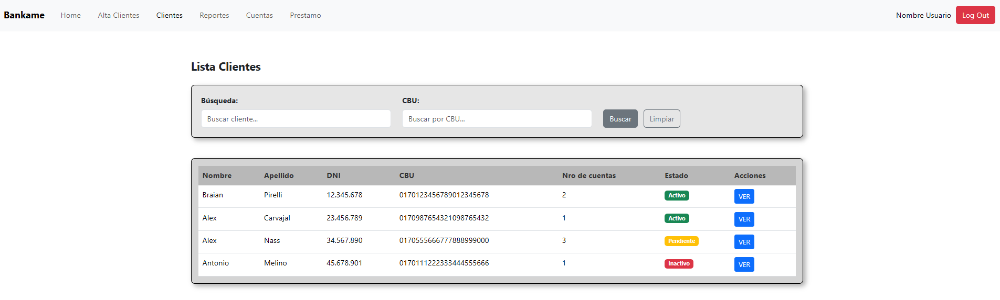 Bankame Home Alta Clientes Clientes Reportes Cuentas Prestamo Nombre Usuario Log Out
Lista Clientes
Búsqueda: CBU:
Buscar cliente... Buscar por CBU... Buscar Limpiar
Nombre Apellido DNI CBU Nro de cuentas Estado Acciones
Braian Pirelli 12.345.678 0170123456789012345678 2 Activo VER
Alex Carvajal 23.456.789 0170987654321098765432 1 Activo VER
Alex Nass 34.567.890 0170555666777888999000 3 Pendiente VER
Antonio Melino 45.678.901 0170111222333444555666 1 Inactivo VER